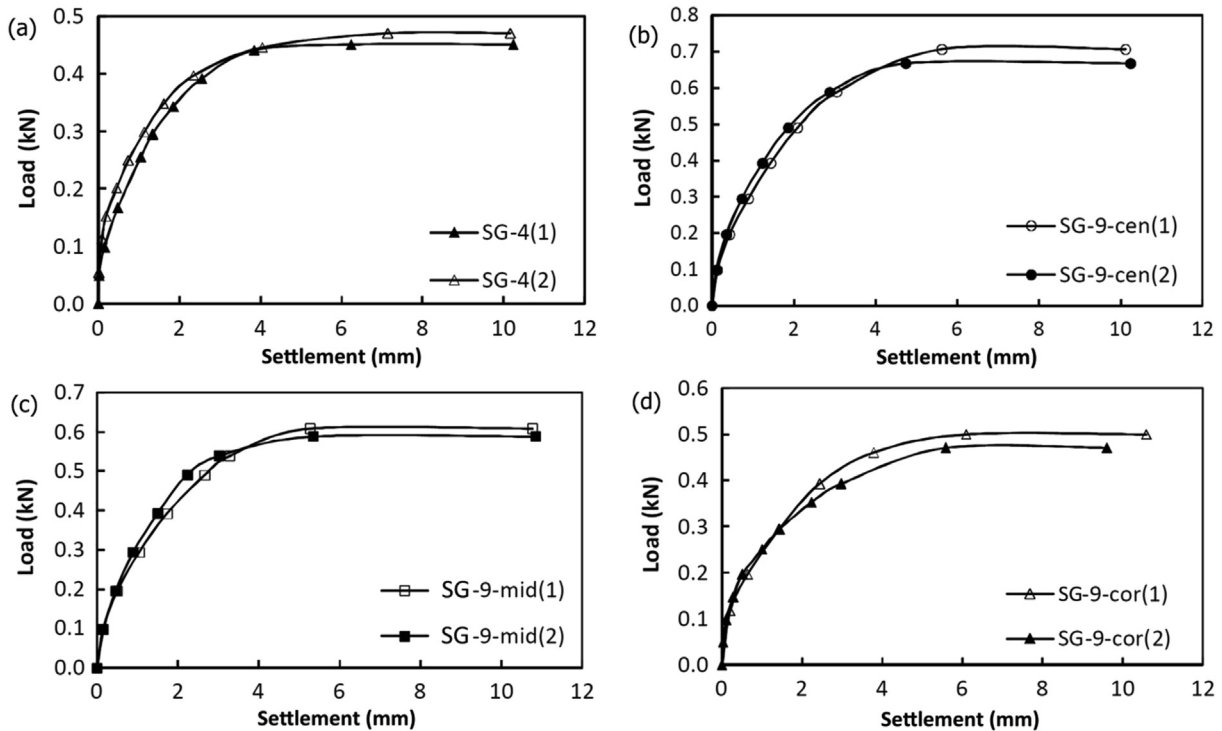 (a)
0.5
0.4
0.3
0.2
0.1
0.0
Load (kN)
SG-4(1)
SG-4(2)
0 2 4 6 8 10 12
Settlement (mm)
(b)
0.8
0.7
0.6
0.5
0.4
0.3
0.2
0.1
0.0
Load (kN)
SG-9-cen(1)
SG-9-cen(2)
0 2 4 6 8 10 12
Settlement (mm)
(c)
0.7
0.6
0.5
0.4
0.3
0.2
0.1
0.0
Load (kN)
SG-9-mid(1)
SG-9-mid(2)
0 2 4 6 8 10 12
Settlement (mm)
(d)
0.6
0.5
0.4
0.3
0.2
0.1
0.0
Load (kN)
SG-9-cor(1)
SG-9-cor(2)
0 2 4 6 8 10 12
Settlement (mm)